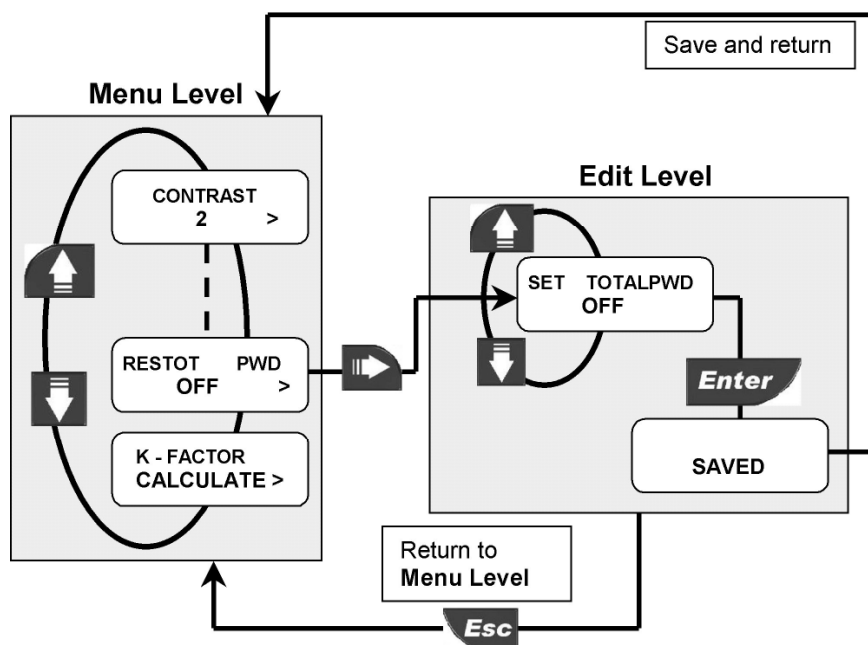 Save and return
Menu Level
CONTRAST
2 >
RESTOT PWD
OFF >
K - FACTOR
CALCULATE >
Edit Level
SET TOTALPWD
OFF
Enter
SAVED
Return to
Menu Level
Esc